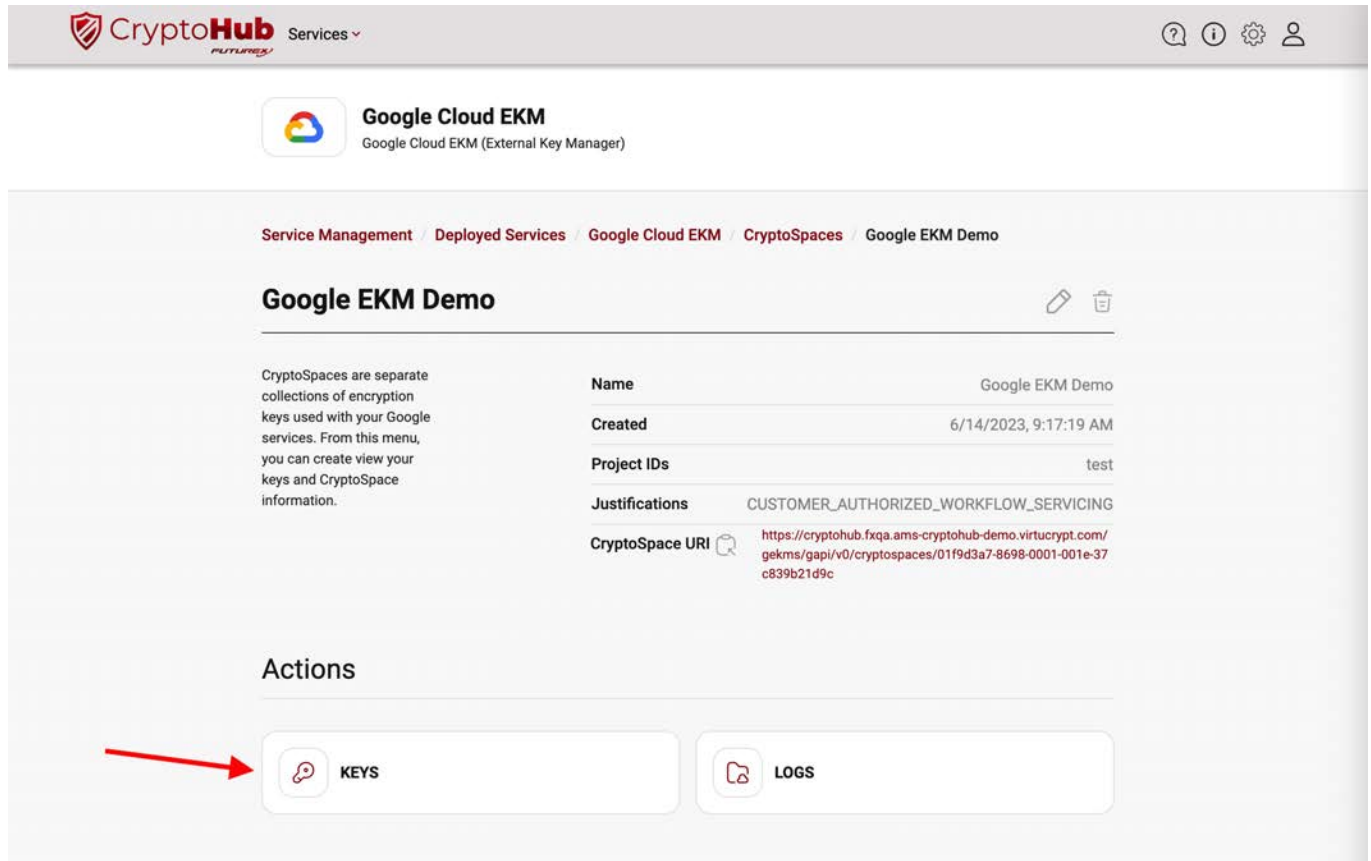 CryptoHub
FUTUREX
Services
Google Cloud EKM
Google Cloud EKM (External Key Manager)
Service Management / Deployed Services / Google Cloud EKM / CryptoSpaces / Google EKM Demo
Google EKM Demo
CryptoSpaces are separate
collections of encryption
keys used with your Google
services. From this menu,
you can create view your
keys and CryptoSpace
information.
Name Google EKM Demo
Created 6/14/2023, 9:17:19 AM
Project IDs test
Justifications CUSTOMER_AUTHORIZED_WORKFLOW_SERVICING
CryptoSpace URI https://cryptohub.fxqa.ams-cryptohub-demo.virtucrypt.com/
gekms/gapi/v0/cryptospaces/01f9d3a7-8698-0001-001e-37
c839b21d9c
Actions
KEYS
LOGS